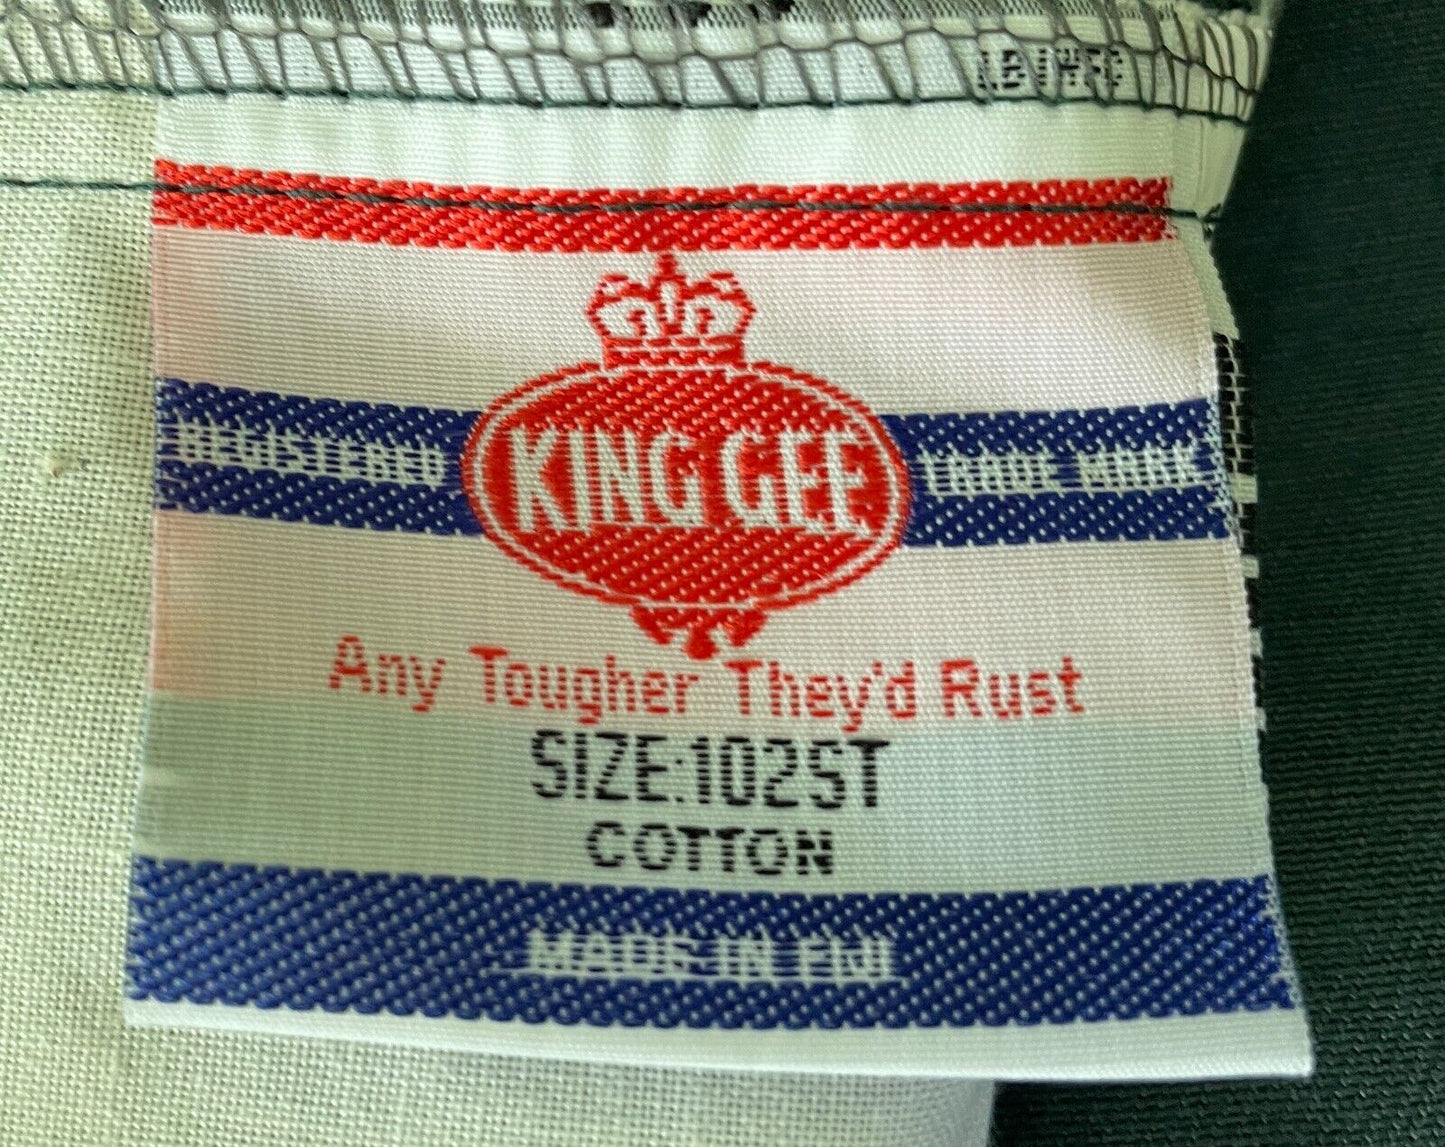 KING GEE
REGISTERED TRADE MARK
Any Tougher They'd Rust
SIZE:102ST
COTTON
MADE IN FIJI